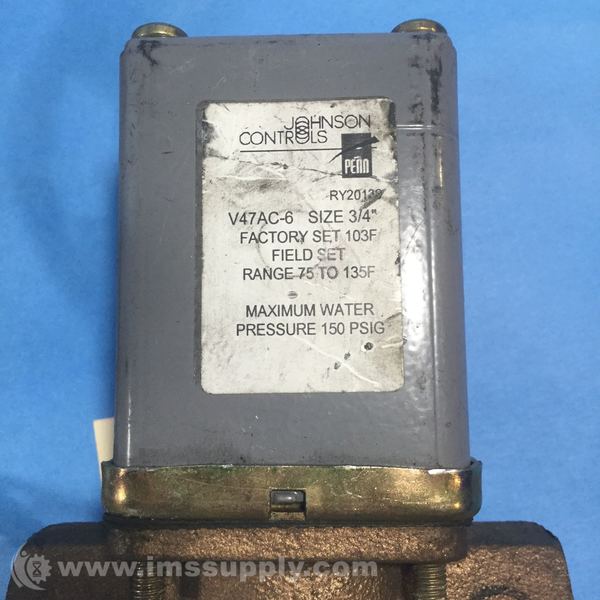 JOHNSON
CONTROLS
PENN
RY20139
V47AC-6 SIZE 3/4"
FACTORY SET 103F
FIELD SET
RANGE 75 TO 135F
MAXIMUM WATER
PRESSURE 150 PSIG
www.imssupply.com